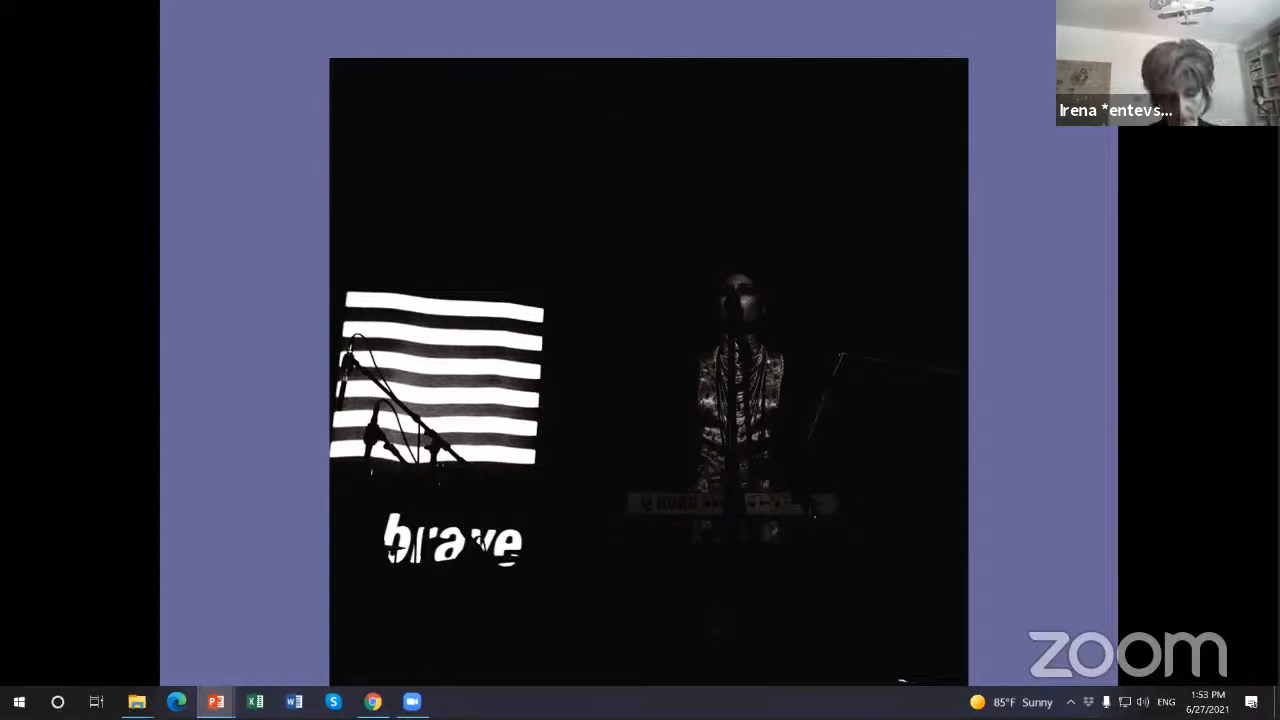 Irena *entevs...
brave
zoom
85°F Sunny
ENG
1:53 PM
6/27/2021